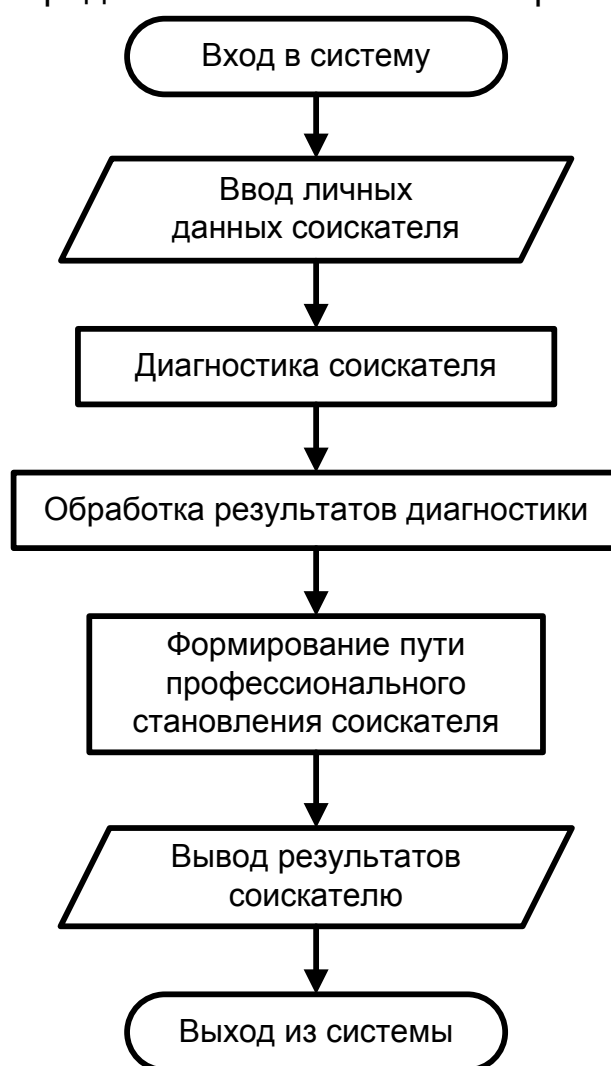 Вход в систему
Ввод личных
данных соискателя
Диагностика соискателя
Обработка результатов диагностики
Формирование пути
профессионального
становления соискателя
Вывод результатов
соискателю
Выход из системы